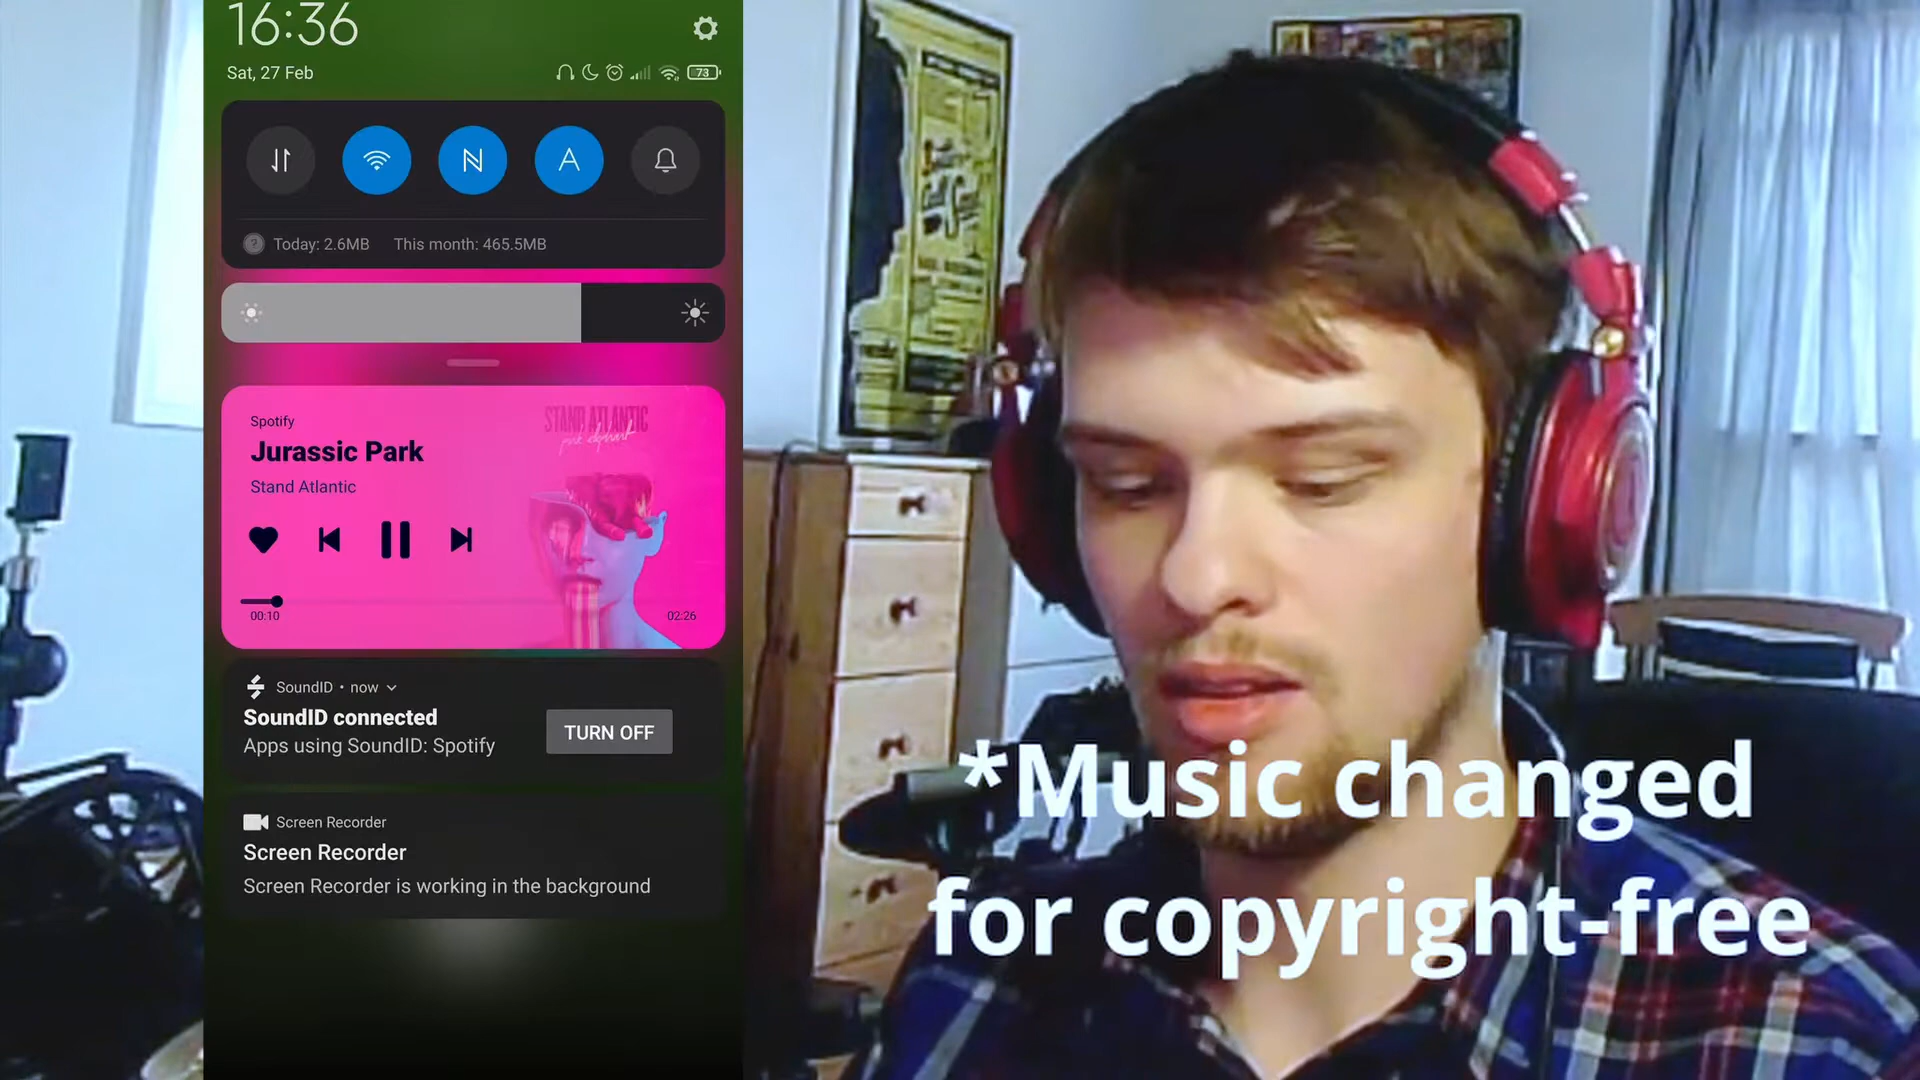 16:36
Sat, 27 Feb
73
Today: 2.6MB This month: 465.5MB
Spotify
Jurassic Park
Stand Atlantic
STAND ATLANTIC
pink elephant
00:10
02:26
SoundID • now
SoundID connected
Apps using SoundID: Spotify
TURN OFF
Screen Recorder
Screen Recorder
Screen Recorder is working in the background
*Music changed
for copyright-free